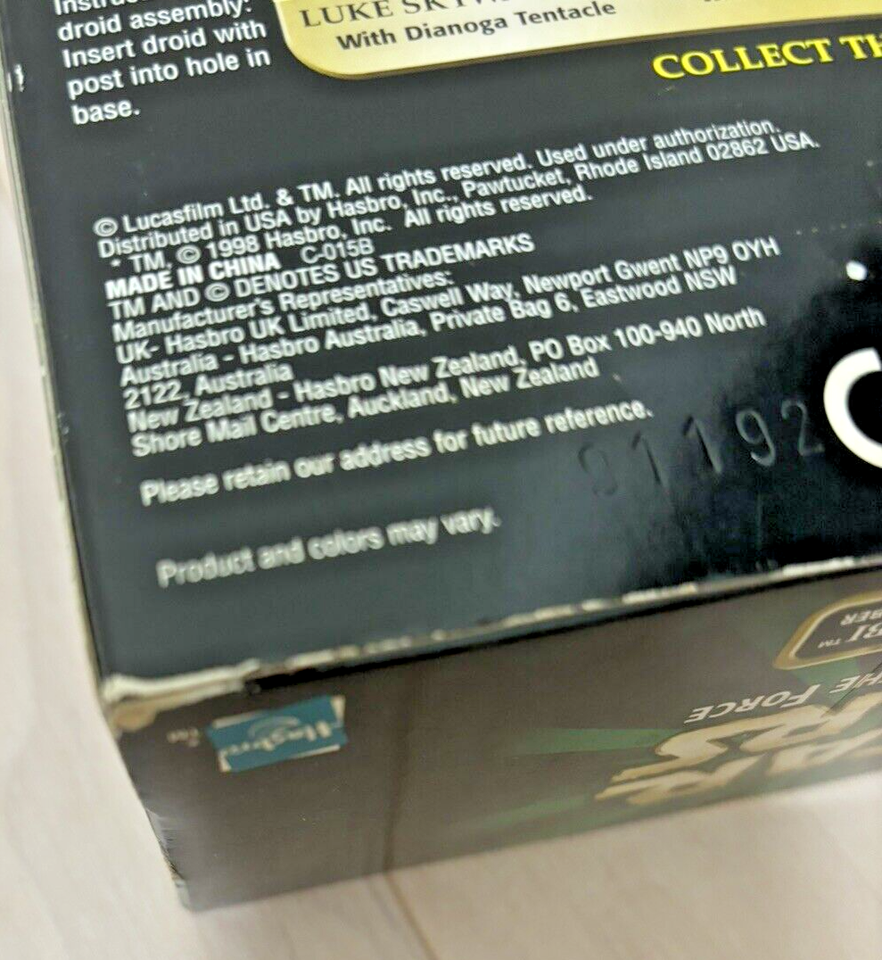 droid assembly:
Insert droid with
post into hole in
base.
LUKE
With Dianoga Tentacle
COLLECT
© Lucasfilm Ltd. & TM. All rights reserved. Used under authorization.
Distributed in USA by Hasbro, Inc., Pawtucket, Rhode Island 02862 USA.
* TM. © 1998 Hasbro, Inc. All rights reserved.
MADE IN CHINA C-015B
TM AND © DENOTES US TRADEMARKS
Manufacturer's Representatives:
UK- Hasbro UK Limited, Caswell Way, Newport Gwent NP9 0YH
Australia - Hasbro Australia, Private Bag 6, Eastwood NSW
2122, Australia
New Zealand - Hasbro New Zealand, PO Box 100-940 North
Shore Mail Centre, Auckland, New Zealand
Please retain our address for future reference.
91192
Product and colors may vary.
Hasbro
FORCE